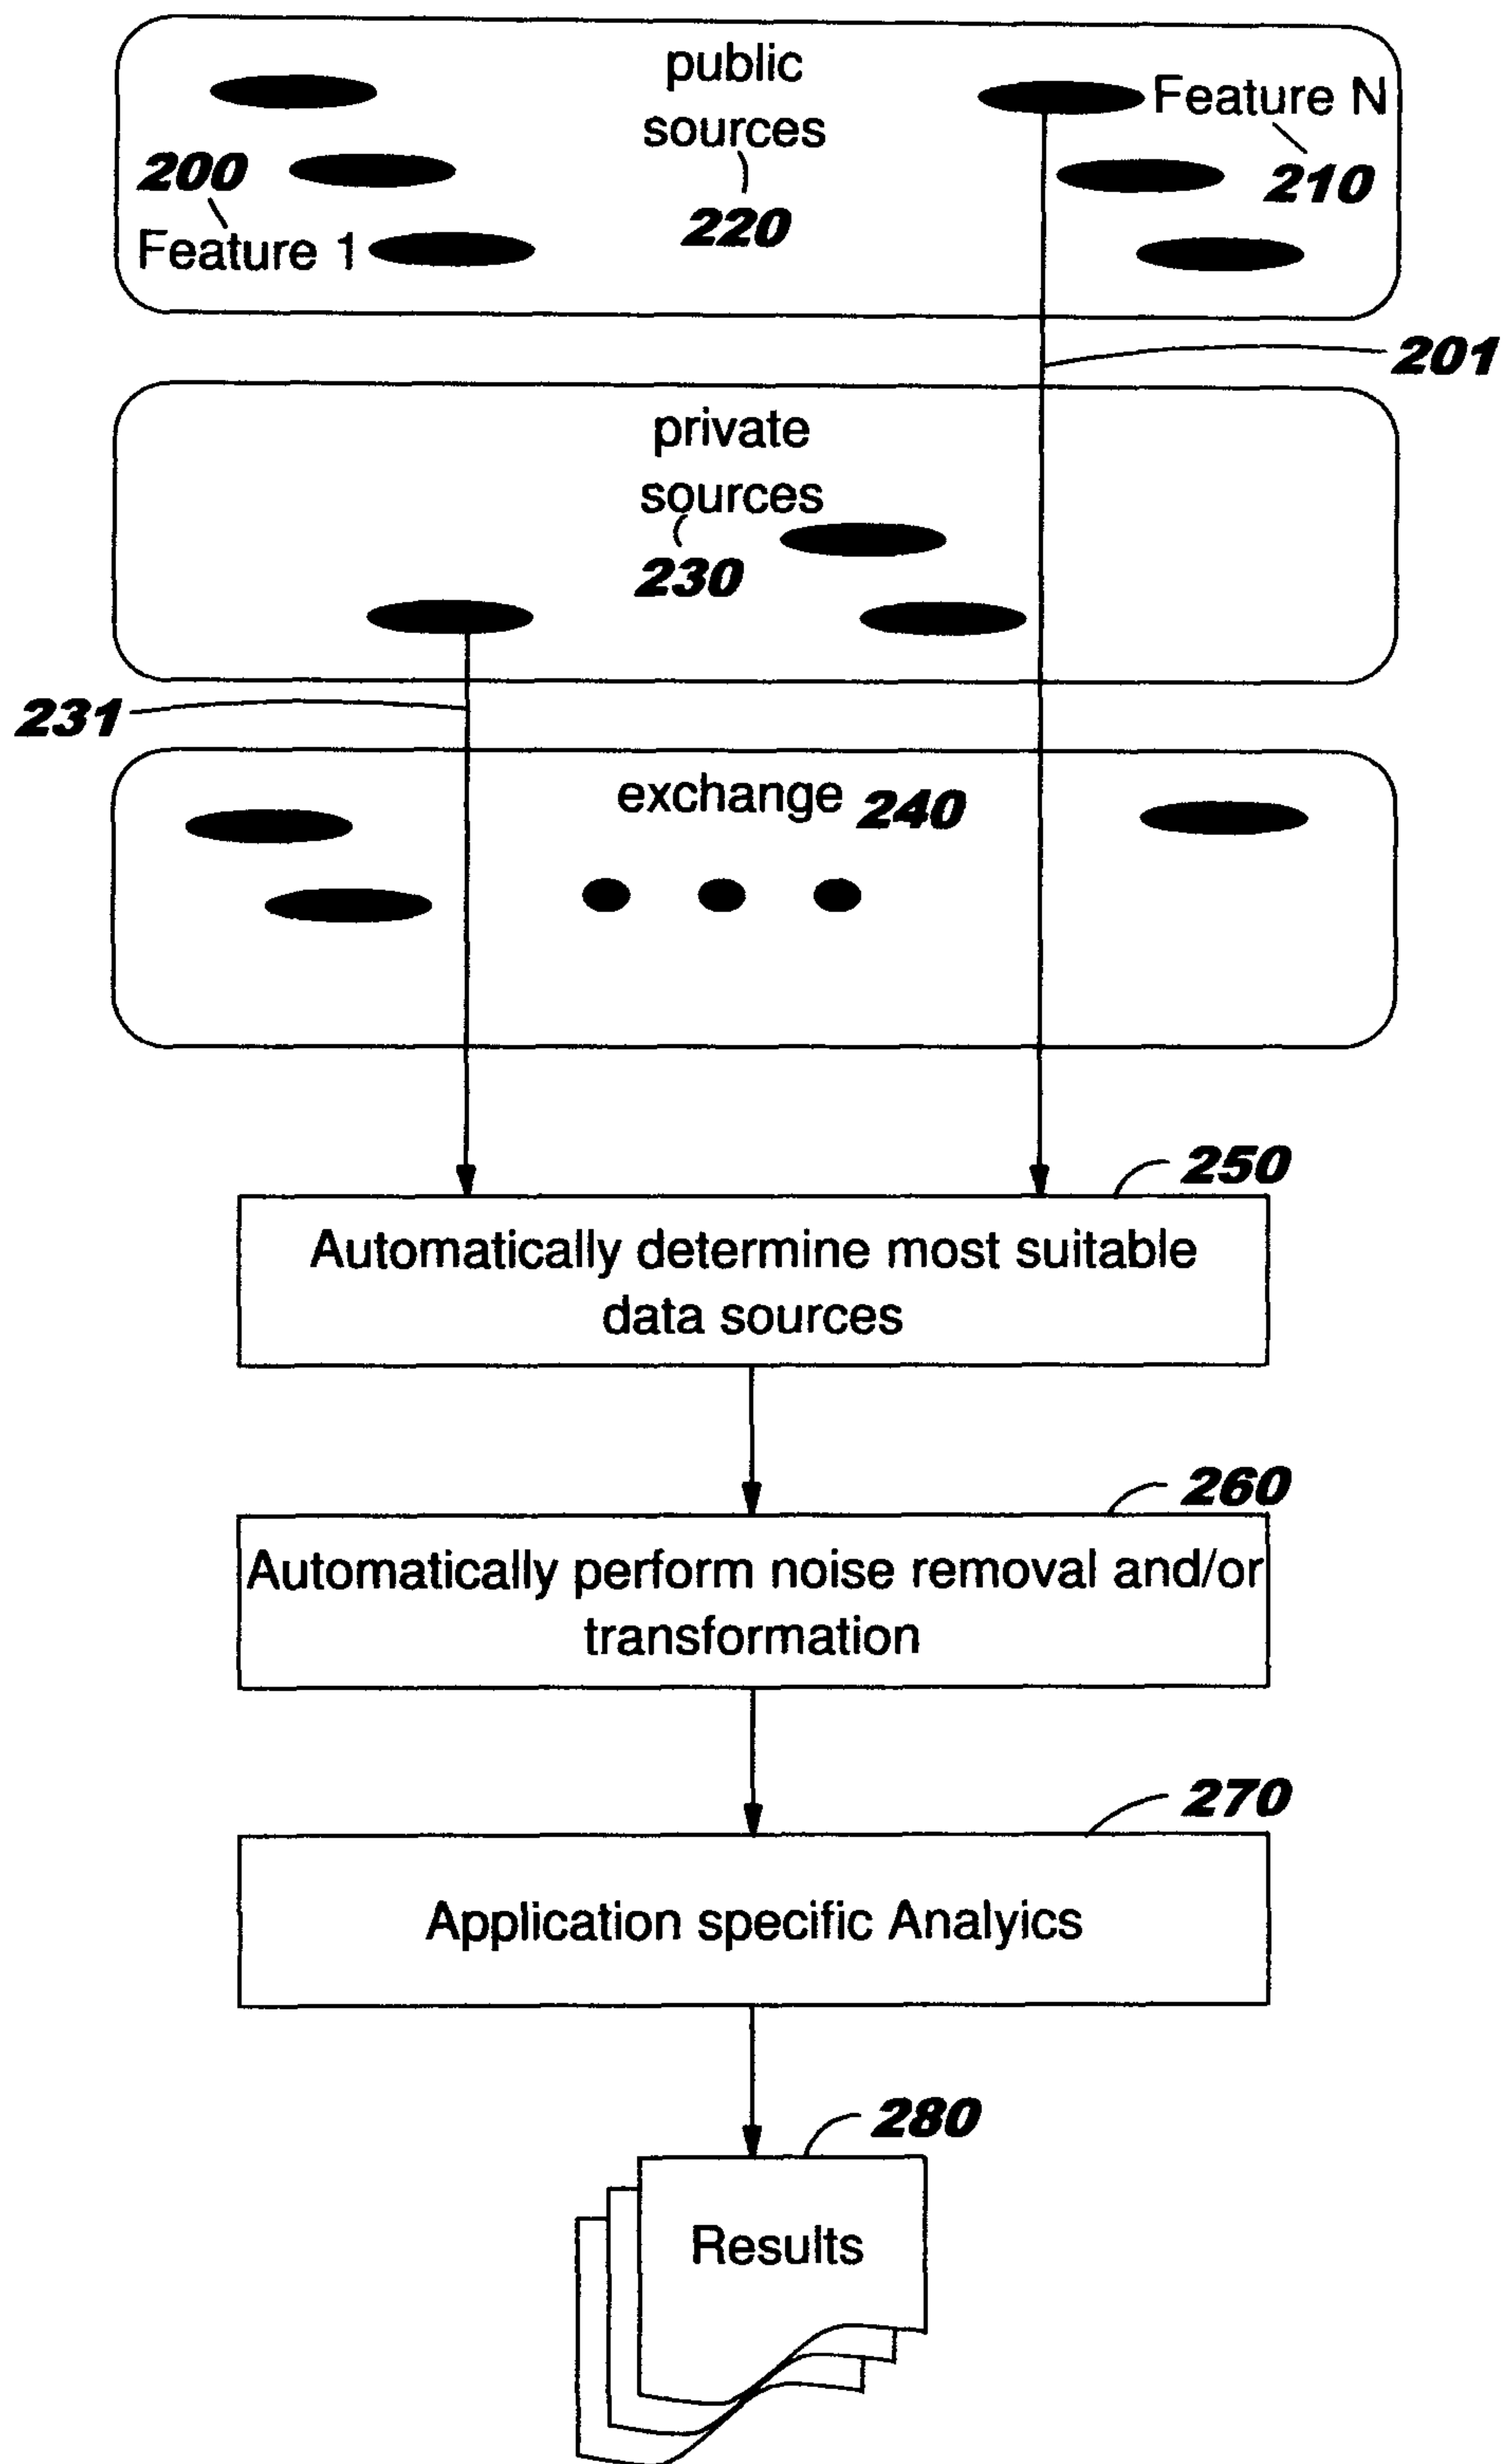 public
sources
Feature N
200
210
220
Feature 1
201
private
sources
230
231
exchange 240
250
Automatically determine most suitable
data sources
260
Automatically perform noise removal and/or
transformation
270
Application specific Analyics
280
Results